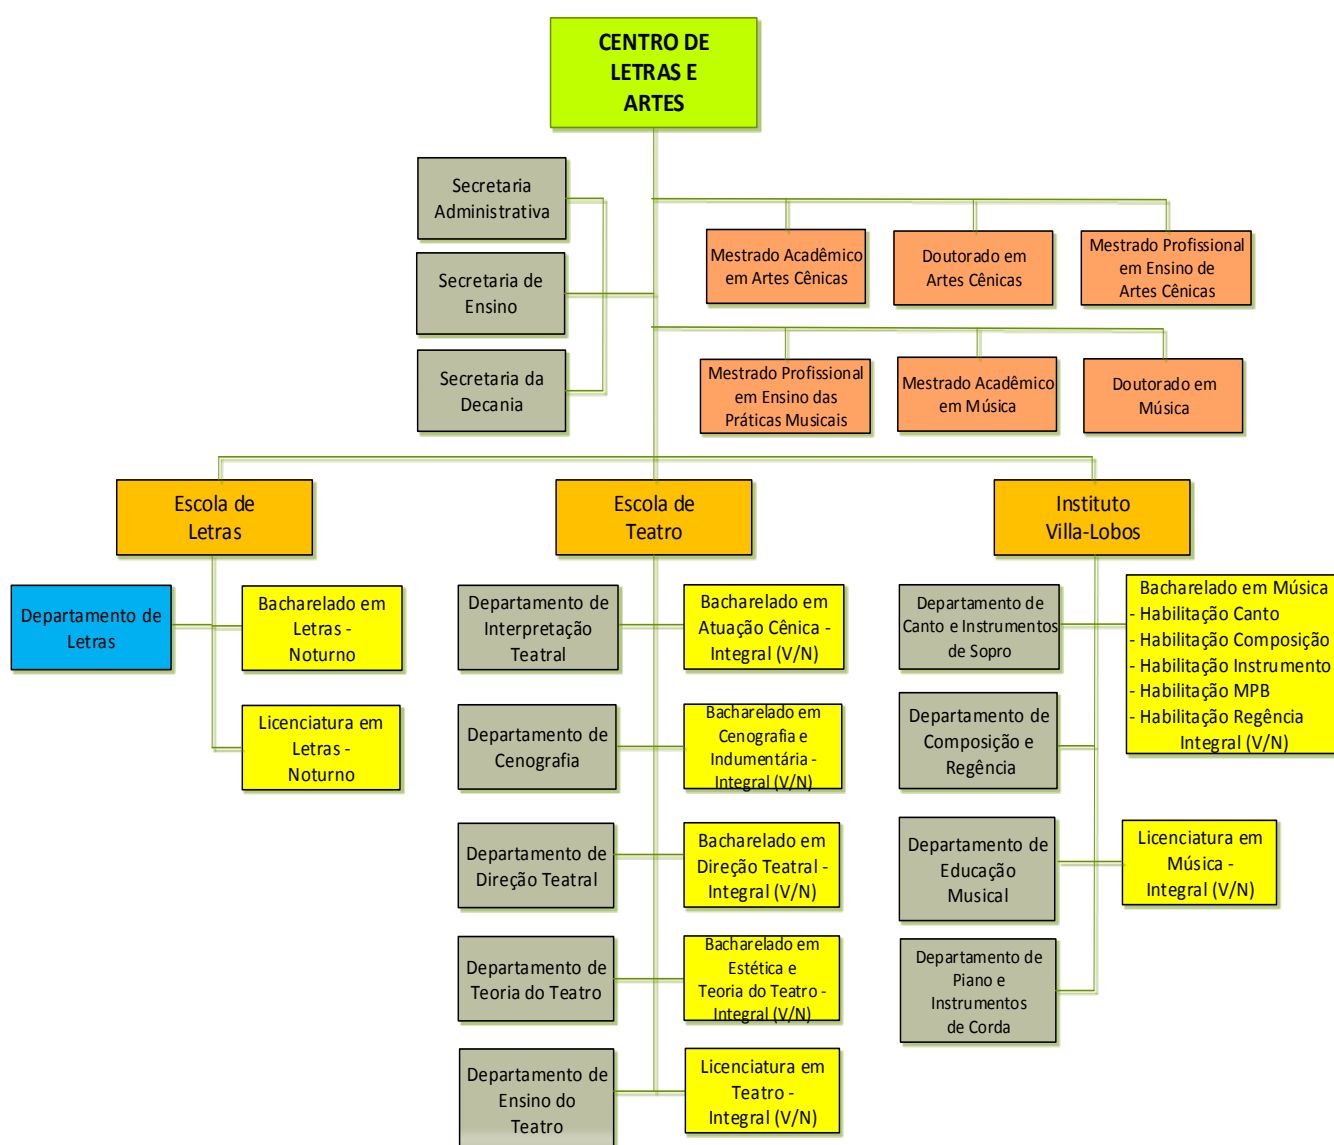 CENTRO DE
LETRAS E
ARTES
Secretaria
Administrativa
Secretaria de
Ensino
Secretaria da
Decania
Mestrado Acadêmico
em Artes Cênicas
Doutorado em
Artes Cênicas
Mestrado Profissional
em Ensino de
Artes Cênicas
Mestrado Profissional
em Ensino das
Práticas Musicais
Mestrado Acadêmico
em Música
Doutorado em
Música
Escola de
Letras
Escola de
Teatro
Instituto
Villa-Lobos
Departamento de
Letras
Bacharelado em
Letras -
Noturno
Licenciatura em
Letras -
Noturno
Departamento de
Interpretação
Teatral
Bacharelado em
Atuação Cênica -
Integral (V/N)
Departamento de
Cenografia
Bacharelado em
Cenografia e
Indumentária -
Integral (V/N)
Departamento de
Direção Teatral
Bacharelado em
Direção Teatral -
Integral (V/N)
Departamento de
Teoria do Teatro
Bacharelado em
Estética e
Teoria do Teatro -
Integral (V/N)
Departamento de
Ensino do
Teatro
Licenciatura em
Teatro -
Integral (V/N)
Departamento de
Canto e Instrumentos
de Sopro
Bacharelado em Música
- Habilitação Canto
- Habilitação Composição
- Habilitação Instrumento
- Habilitação MPB
- Habilitação Regência
Integral (V/N)
Departamento de
Composição e
Regência
Departamento de
Educação
Musical
Licenciatura em
Música -
Integral (V/N)
Departamento de
Piano e
Instrumentos
de Corda